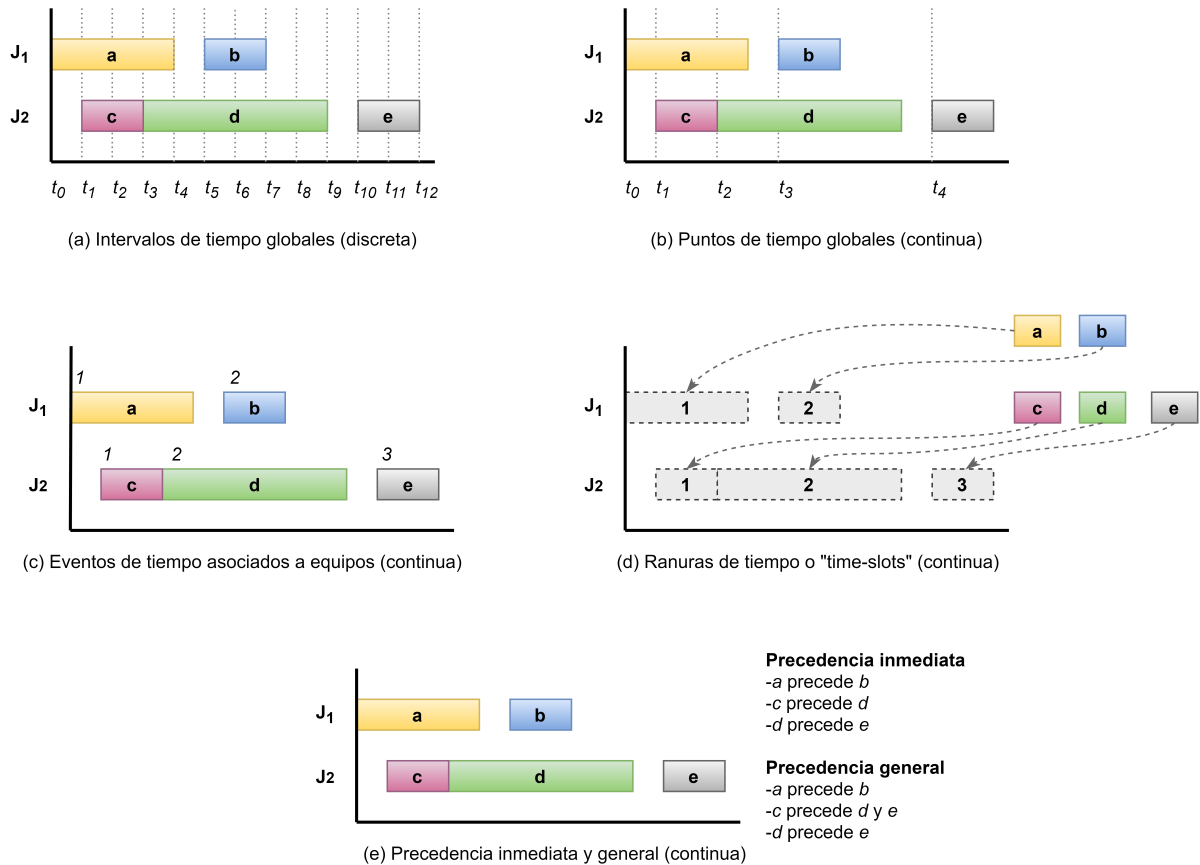 J1
a
b
J2
c
d
e
t0 t1 t2 t3 t4 t5 t6 t7 t8 t9 t10 t11 t12
(a) Intervalos de tiempo globales (discreta)
J1
a
b
J2
c
d
e
t0 t1 t2 t3 t4
(b) Puntos de tiempo globales (continua)
1 2
J1
a
b
1 2 3
J2
c
d
e
(c) Eventos de tiempo asociados a equipos (continua)
a
b
J1
1
2
c
d
e
J2
1
2
3
(d) Ranuras de tiempo o "time-slots" (continua)
J1
a
b
J2
c
d
e
Precedencia inmediata
-a precede b
-c precede d
-d precede e
Precedencia general
-a precede b
-c precede d y e
-d precede e
(e) Precedencia inmediata y general (continua)